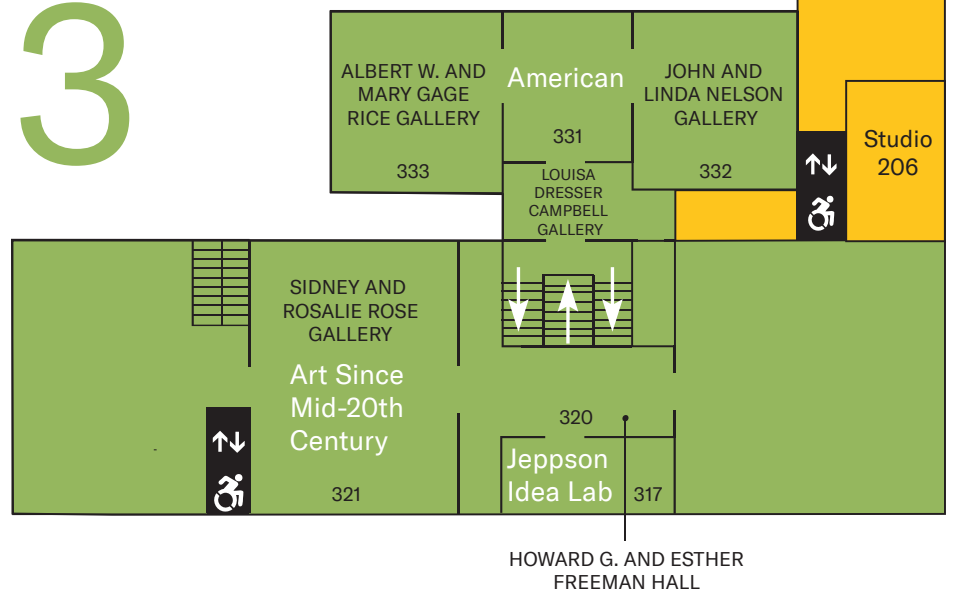 3
ALBERT W. AND
MARY GAGE
RICE GALLERY
333
American
331
JOHN AND
LINDA NELSON
GALLERY
332
Studio
206
LOUISA
DRESSER
CAMPBELL
GALLERY
SIDNEY AND
ROSALIE ROSE
GALLERY
Art Since
Mid-20th
Century
321
320
Jeppson
Idea Lab
317
HOWARD G. AND ESTHER
FREEMAN HALL